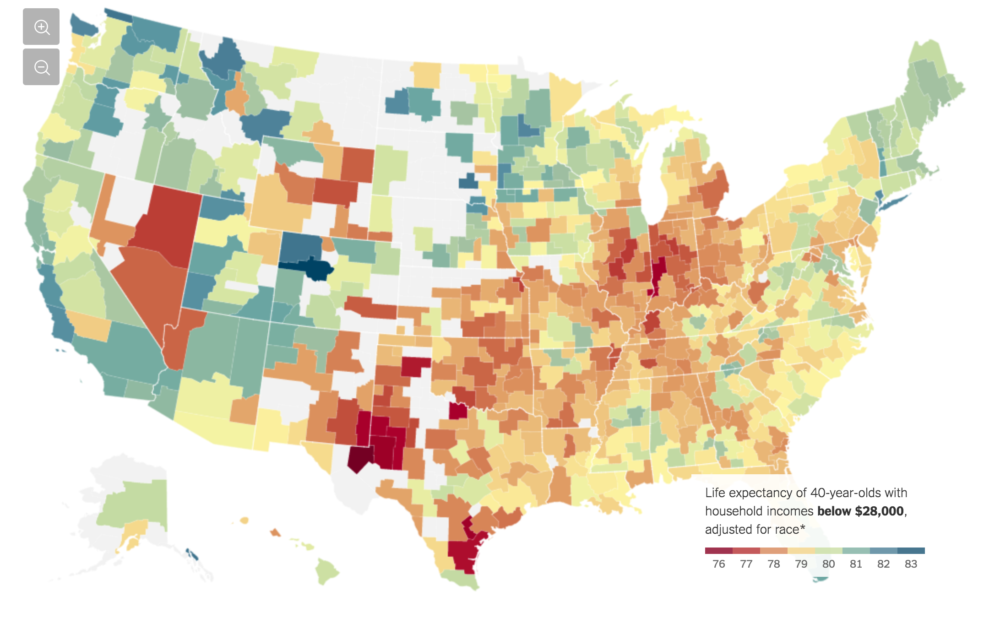 Life expectancy of 40-year-olds with
household incomes below $28,000,
adjusted for race*
76 77 78 79 80 81 82 83